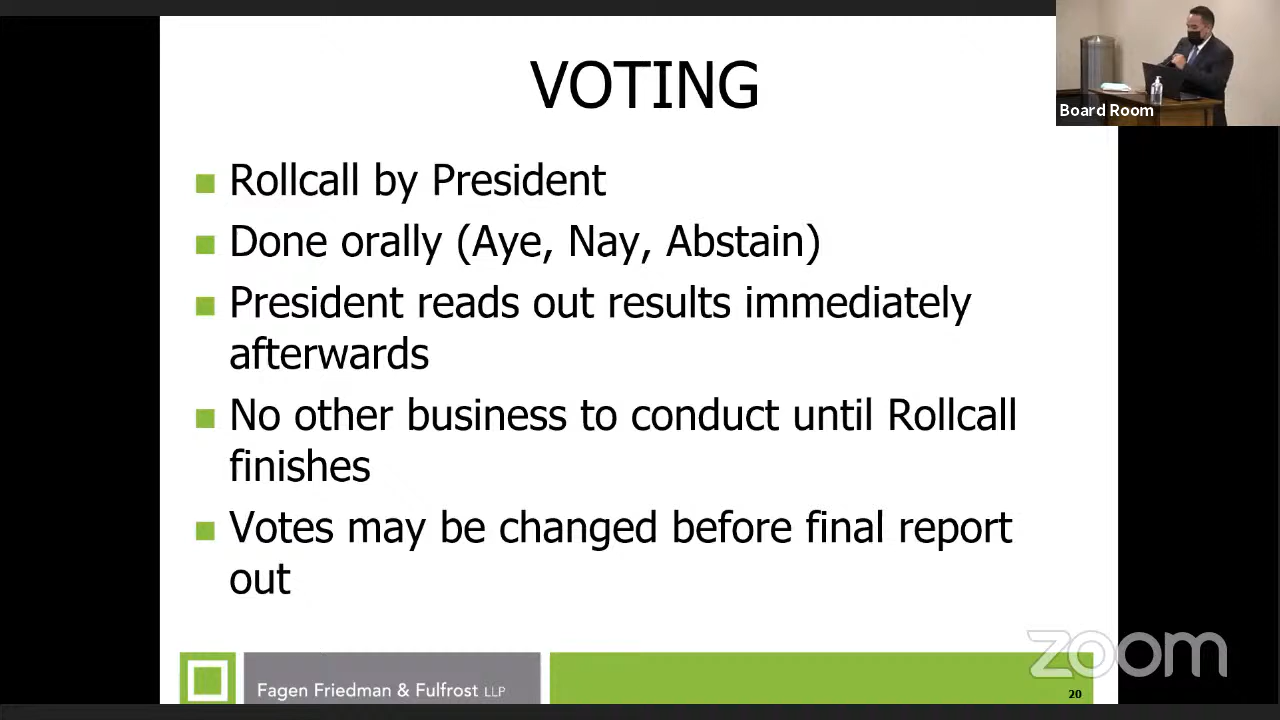 VOTING
Board Room
Rollcall by President
Done orally (Aye, Nay, Abstain)
President reads out results immediately
afterwards
No other business to conduct until Rollcall
finishes
Votes may be changed before final report
out
zoom
Fagen Friedman & Fulfrost LLP
20